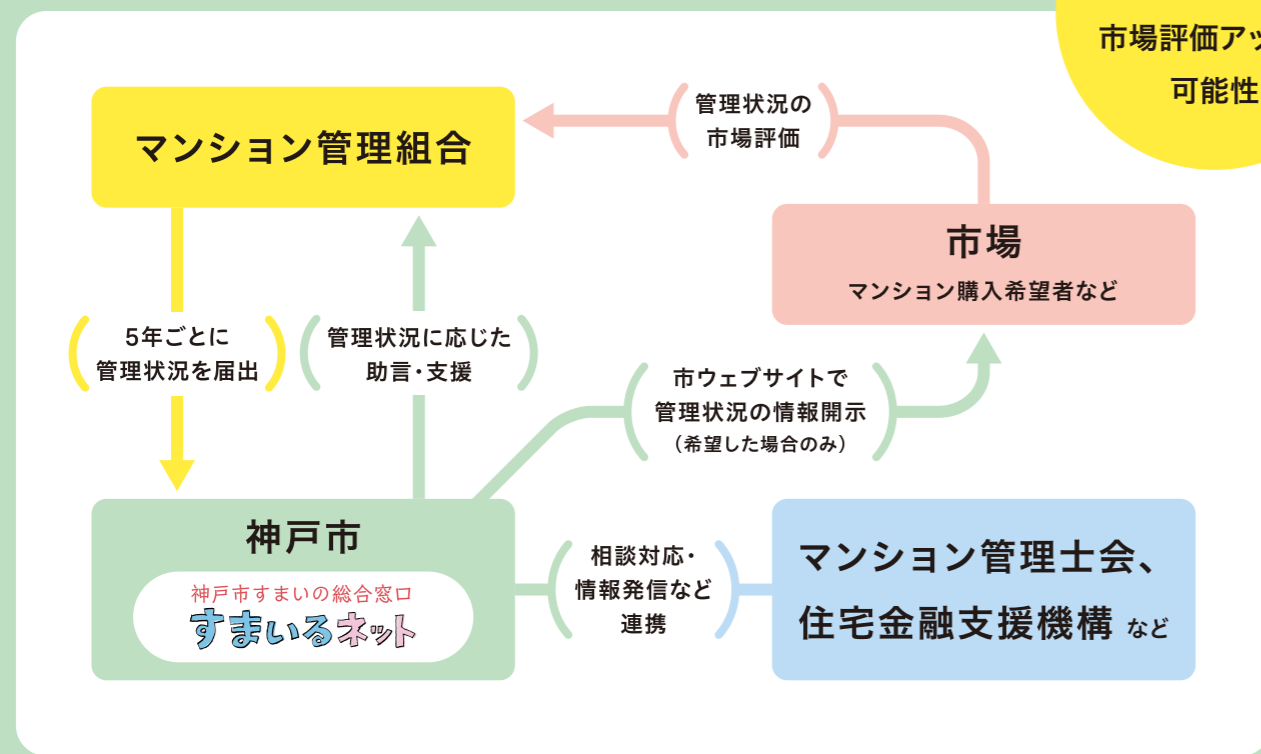 市場評価アッ
可能性
管理状況の
市場評価
マンション管理組合
市場
マンション購入希望者など
5年ごとに
管理状況を届出
管理状況に応じた
助言・支援
市ウェブサイトで
管理状況の情報開示
（希望した場合のみ）
神戸市
神戸市すまいの総合窓口
すまいるネット
相談対応・
情報発信など
連携
マンション管理士会、
住宅金融支援機構 など